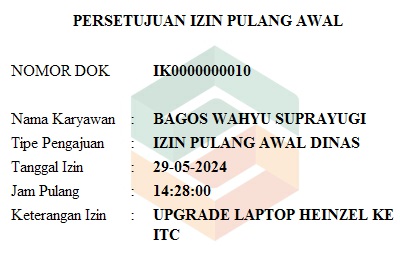 PERSETUJUAN IZIN PULANG AWAL
NOMOR DOK IK0000000010
Nama Karyawan : BAGOS WAHYU SUPRAYUGI
Tipe Pengajuan : IZIN PULANG AWAL DINAS
Tanggal Izin : 29-05-2024
Jam Pulang : 14:28:00
Keterangan Izin : UPGRADE LAPTOP HEINZEL KE
ITC